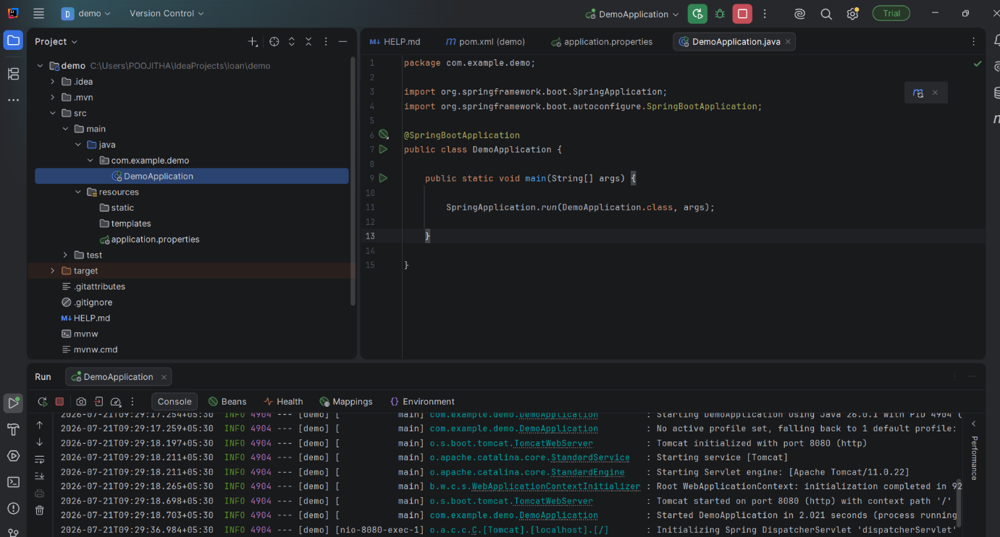 D demo Version Control DemoApplication Trial
Project
demo C:\Users\POOJITHA\IdeaProjects\loan\demo
.idea
.mvn
src
main
java
com.example.demo
DemoApplication
resources
static
templates
application.properties
test
target
.gitattributes
.gitignore
M↓ HELP.md
mvnw
mvnw.cmd
M↓ HELP.md m pom.xml (demo) application.properties DemoApplication.java
1 package com.example.demo;
2
3 import org.springframework.boot.SpringApplication;
4 import org.springframework.boot.autoconfigure.SpringBootApplication;
5
6 @SpringBootApplication
7 public class DemoApplication {
8
9 public static void main(String[] args) {
10
11 SpringApplication.run(DemoApplication.class, args);
12
13 }
14
15 }
Run DemoApplication
Console Beans Health Mappings Environment
2026-07-21T09:29:17.254+05:30 INFO 4904 --- [demo] [ main] com.example.demo.DemoApplication : Starting DemoApplication using Java 26.0.1 with PID 4904 (
2026-07-21T09:29:17.259+05:30 INFO 4904 --- [demo] [ main] com.example.demo.DemoApplication : No active profile set, falling back to 1 default profile:
2026-07-21T09:29:18.197+05:30 INFO 4904 --- [demo] [ main] o.s.boot.tomcat.TomcatWebServer : Tomcat initialized with port 8080 (http)
2026-07-21T09:29:18.211+05:30 INFO 4904 --- [demo] [ main] o.apache.catalina.core.StandardService : Starting service [Tomcat]
2026-07-21T09:29:18.211+05:30 INFO 4904 --- [demo] [ main] o.apache.catalina.core.StandardEngine : Starting Servlet engine: [Apache Tomcat/11.0.22]
2026-07-21T09:29:18.265+05:30 INFO 4904 --- [demo] [ main] b.w.c.s.WebApplicationContextInitializer : Root WebApplicationContext: initialization completed in 92
2026-07-21T09:29:18.698+05:30 INFO 4904 --- [demo] [ main] o.s.boot.tomcat.TomcatWebServer : Tomcat started on port 8080 (http) with context path '/'
2026-07-21T09:29:18.703+05:30 INFO 4904 --- [demo] [ main] com.example.demo.DemoApplication : Started DemoApplication in 2.021 seconds (process running
2026-07-21T09:29:36.984+05:30 INFO 4904 --- [demo] [nio-8080-exec-1] o.a.c.c.C.[Tomcat].[localhost].[/] : Initializing Spring DispatcherServlet 'dispatcherServlet'
Performance